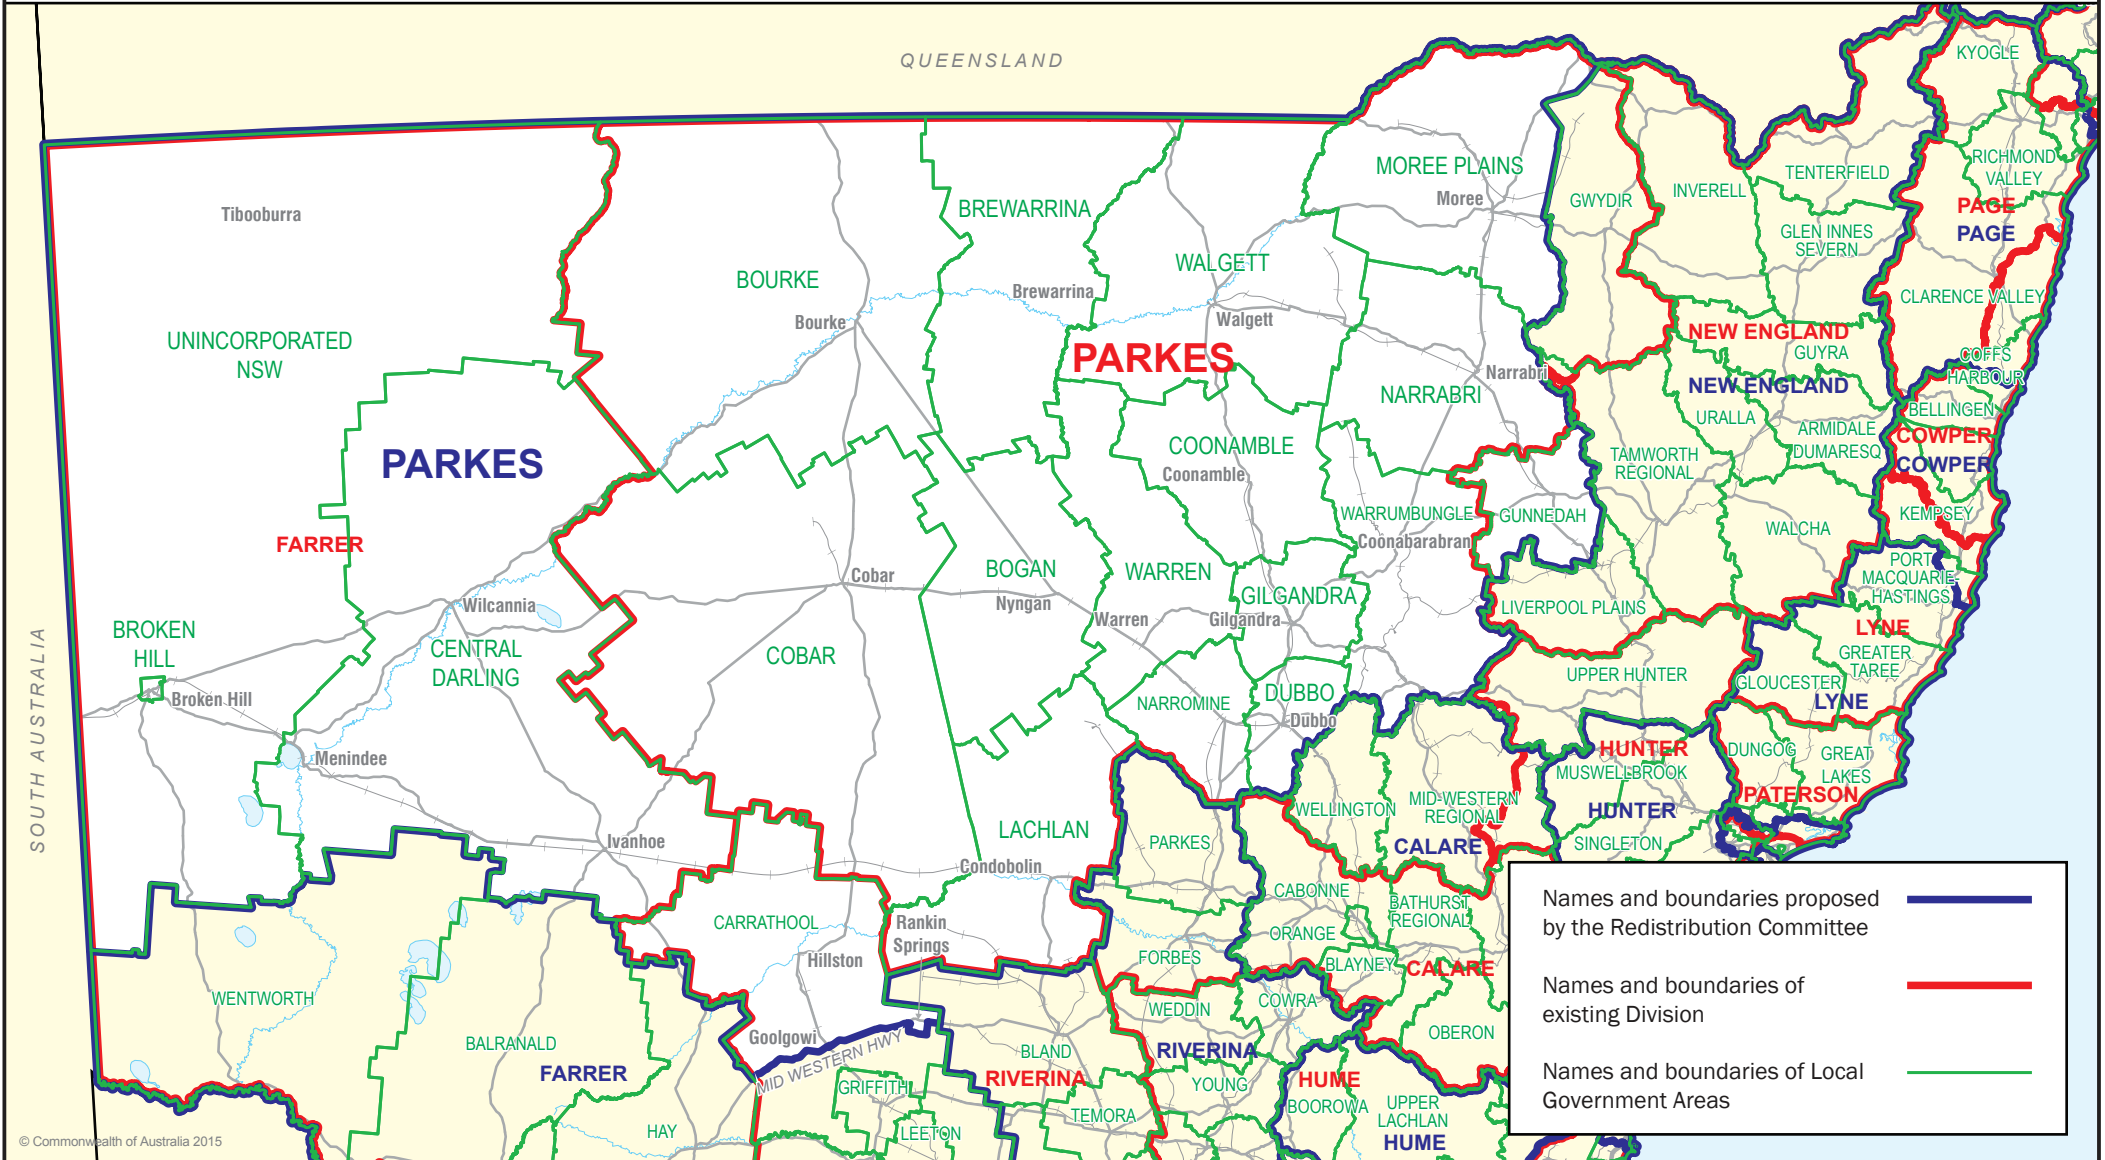 QUEENSLAND
KYOGLE
RICHMOND
VALLEY
TENTERFIELD
MOREE PLAINS
Moree
GWYDIR
INVERELL
PAGE
PAGE
GLEN INNES
SEVERN
Tibooburra
BREWARRINA
BOURKE
WALGETT
Brewarrina
CLARENCE VALLEY
Bourke
Walgett
UNINCORPORATED
NSW
PARKES
NEW ENGLAND
GUYRA
COFFS
HARBOUR
Narrabri
NARRABRI
NEW ENGLAND
BELLINGEN
URALLA
ARMIDALE
DUMARESQ
COWPER
COWPER
PARKES
COONAMBLE
Coonamble
TAMWORTH
REGIONAL
WARRUMBUNGLE
GUNNEDAH
WALCHA
KEMPSEY
FARRER
Coonabarabran
PORT
MACQUARIE-
HASTINGS
Cobar
BOGAN
Nyngan
WARREN
GILGANDRA
Wilcannia
Warren
Gilgandra
LIVERPOOL PLAINS
BROKEN
HILL
CENTRAL
DARLING
COBAR
LYNE
GREATER
TAREE
UPPER HUNTER
GLOUCESTER
LYNE
Broken Hill
NARROMINE
DUBBO
Dubbo
SOUTH AUSTRALIA
Menindee
HUNTER
MUSWELLBROOK
DUNGOG
GREAT
LAKES
PATERSON
WELLINGTON
MID-WESTERN
REGIONAL
HUNTER
LACHLAN
Ivanhoe
PARKES
CALARE
SINGLETON
Condobolin
CARRATHOOL
Rankin
Springs
CABONNE
BATHURST
REGIONAL
ORANGE
Hillston
FORBES
BLAYNEY
CALARE
WENTWORTH
WEDDIN
COWRA
Goolgowi
MID WESTERN HWY
OBERON
BALRANALD
BLAND
RIVERINA
FARRER
RIVERINA
HUME
GRIFFITH
YOUNG
BOOROWA
UPPER
LACHLAN
TEMORA
HAY
LEETON
HUME
Names and boundaries proposed
by the Redistribution Committee
Names and boundaries of
existing Division
Names and boundaries of Local
Government Areas
© Commonwealth of Australia 2015